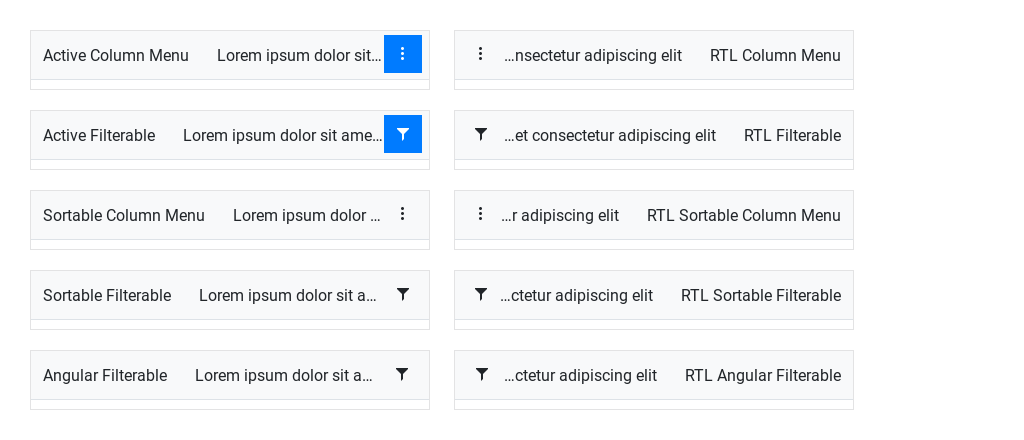 Active Column Menu Lorem ipsum dolor sit…
…nsectetur adipiscing elit RTL Column Menu
Active Filterable Lorem ipsum dolor sit ame…
…et consectetur adipiscing elit RTL Filterable
Sortable Column Menu Lorem ipsum dolor …
…r adipiscing elit RTL Sortable Column Menu
Sortable Filterable Lorem ipsum dolor sit a…
…ctetur adipiscing elit RTL Sortable Filterable
Angular Filterable Lorem ipsum dolor sit a…
…ctetur adipiscing elit RTL Angular Filterable